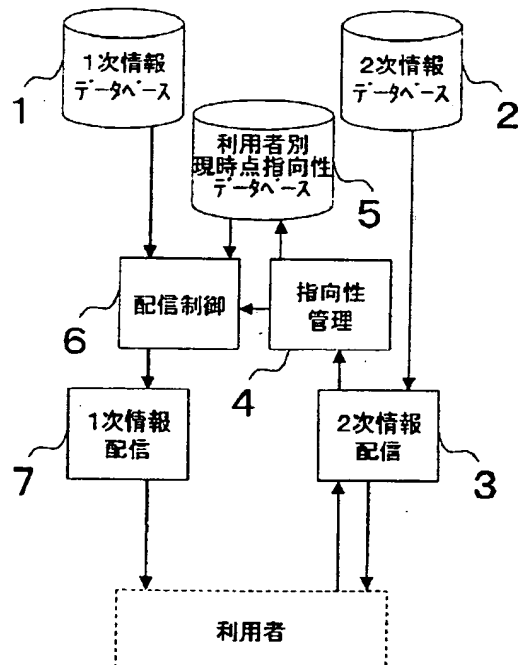 1次情報
データベース
1
2次情報
データベース
2
利用者別
現時点指向性
データベース
5
配信制御
6
指向性
管理
4
1次情報
配信
7
2次情報
配信
3
利用者